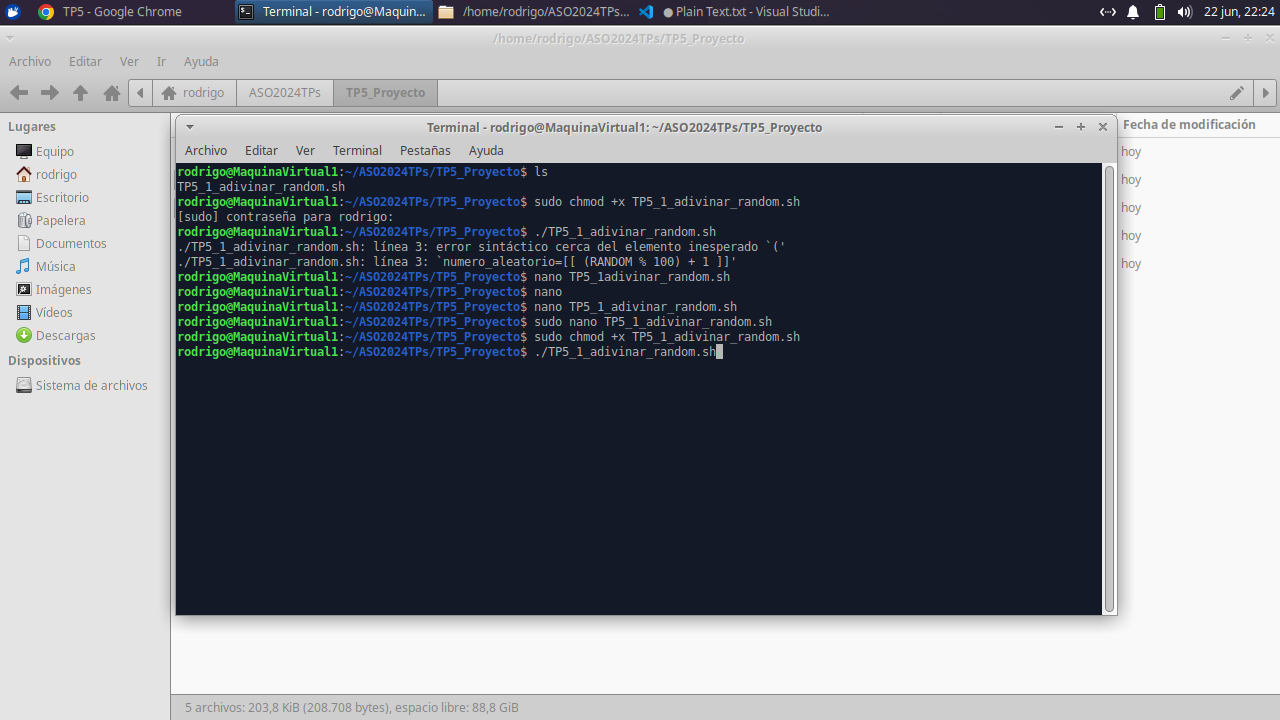 TP5 - Google Chrome
Terminal - rodrigo@Maquin...
/home/rodrigo/ASO2024TPs...
● Plain Text.txt - Visual Studi...
22 jun, 22:24
/home/rodrigo/ASO2024TPs/TP5_Proyecto
Archivo Editar Ver Ir Ayuda
rodrigo ASO2024TPs TP5_Proyecto
Lugares
Equipo
rodrigo
Escritorio
Papelera
Documentos
Música
Imágenes
Vídeos
Descargas
Dispositivos
Sistema de archivos
Fecha de modificación
hoy
hoy
hoy
hoy
hoy
Terminal - rodrigo@MaquinaVirtual1: ~/ASO2024TPs/TP5_Proyecto
Archivo Editar Ver Terminal Pestañas Ayuda
rodrigo@MaquinaVirtual1:~/ASO2024TPs/TP5_Proyecto$ ls
TP5_1_adivinar_random.sh
rodrigo@MaquinaVirtual1:~/ASO2024TPs/TP5_Proyecto$ sudo chmod +x TP5_1_adivinar_random.sh
[sudo] contraseña para rodrigo:
rodrigo@MaquinaVirtual1:~/ASO2024TPs/TP5_Proyecto$ ./TP5_1_adivinar_random.sh
./TP5_1_adivinar_random.sh: línea 3: error sintáctico cerca del elemento inesperado `('
./TP5_1_adivinar_random.sh: línea 3: `numero_aleatorio=[[ (RANDOM % 100) + 1 ]]'
rodrigo@MaquinaVirtual1:~/ASO2024TPs/TP5_Proyecto$ nano TP5_1adivinar_random.sh
rodrigo@MaquinaVirtual1:~/ASO2024TPs/TP5_Proyecto$ nano
rodrigo@MaquinaVirtual1:~/ASO2024TPs/TP5_Proyecto$ nano TP5_1_adivinar_random.sh
rodrigo@MaquinaVirtual1:~/ASO2024TPs/TP5_Proyecto$ sudo nano TP5_1_adivinar_random.sh
rodrigo@MaquinaVirtual1:~/ASO2024TPs/TP5_Proyecto$ sudo chmod +x TP5_1_adivinar_random.sh
rodrigo@MaquinaVirtual1:~/ASO2024TPs/TP5_Proyecto$ ./TP5_1_adivinar_random.sh
5 archivos: 203,8 KiB (208.708 bytes), espacio libre: 88,8 GiB